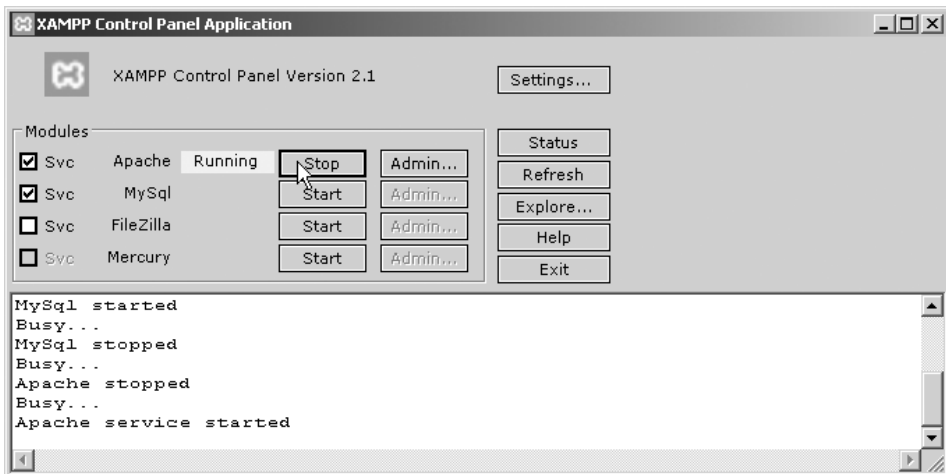 XAMPP Control Panel Application
XAMPP Control Panel Version 2.1
Settings...
Modules
Svc Apache Running Stop Admin...
Svc MySql Start Admin...
Svc FileZilla Start Admin...
Svc Mercury Start Admin...
Status
Refresh
Explore...
Help
Exit
MySql started
Busy...
MySql stopped
Busy...
Apache stopped
Busy...
Apache service started